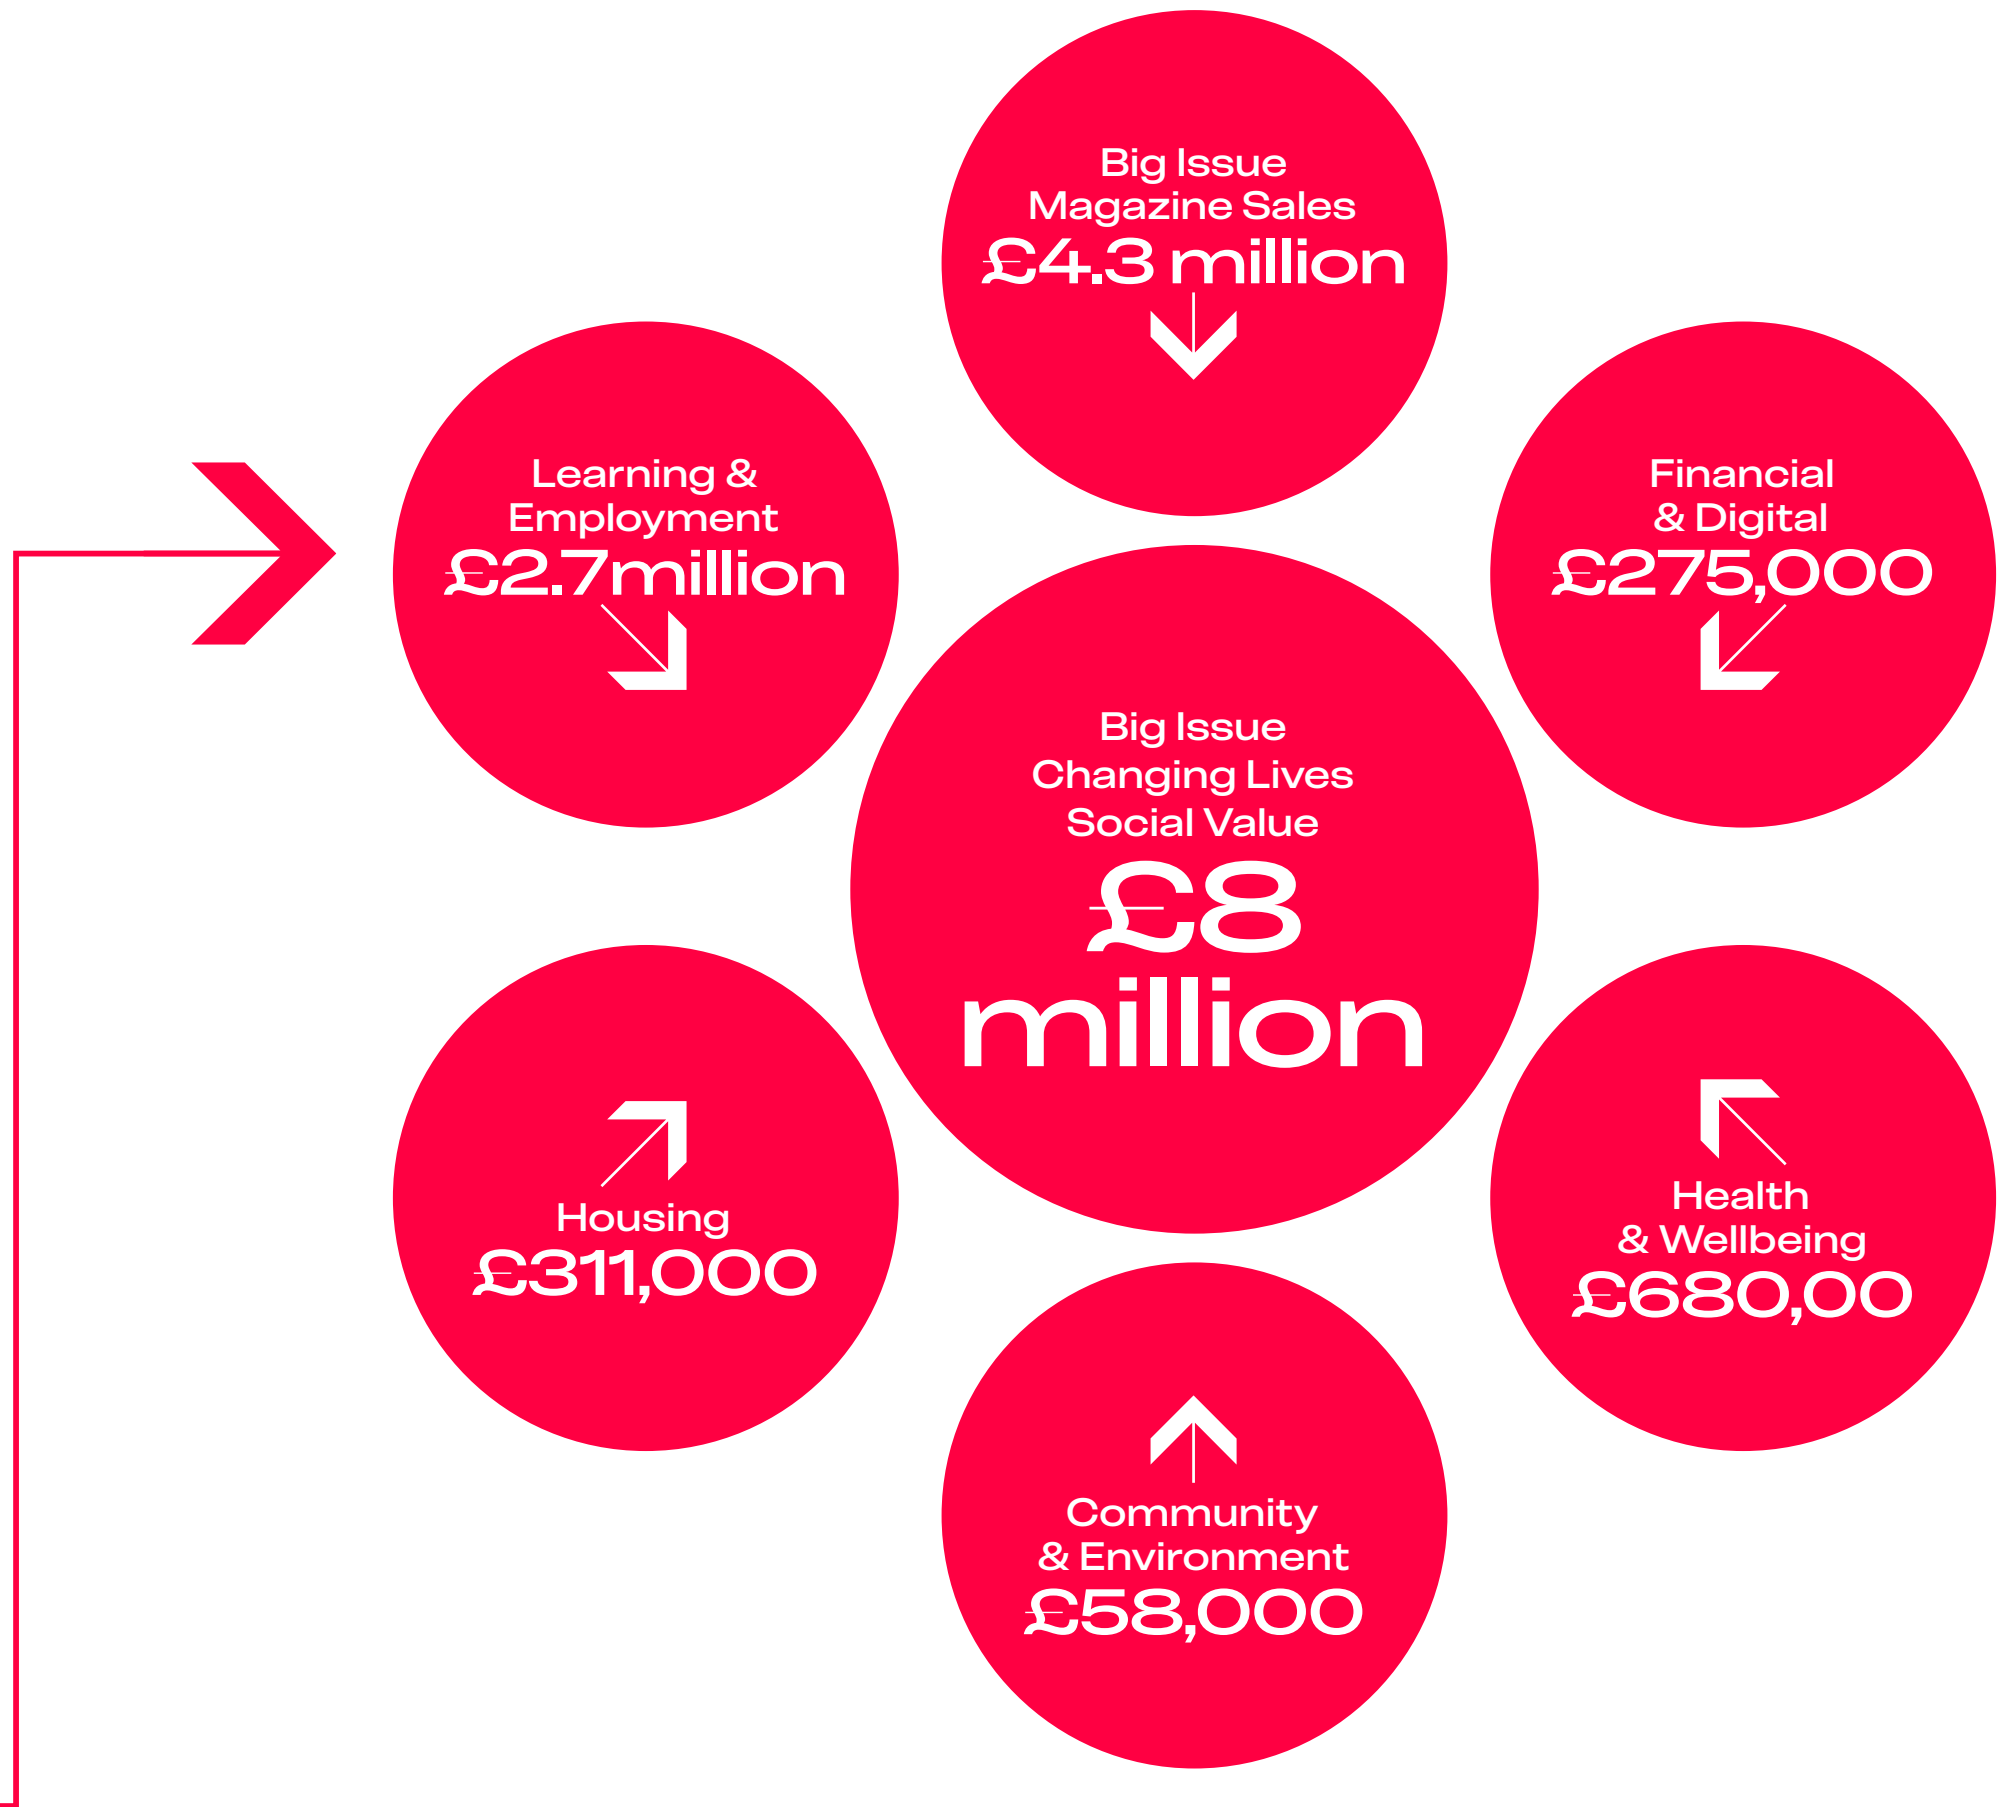 Big Issue
Magazine Sales
£4.3 million
Learning &
Employment
£2.7million
Financial
& Digital
£275,000
Big Issue
Changing Lives
Social Value
£8
million
Housing
£311,000
Health
& Wellbeing
£680,00
Community
& Environment
£58,000